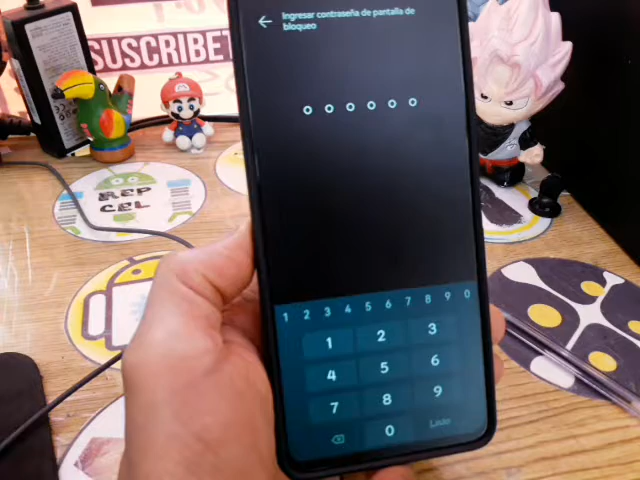 SUSCRIBET
Ingresar contraseña de pantalla de
bloqueo
REP
CEL
1 2 3 4 5 6 7 8 9 0
1 2 3
4 5 6
7 8 9
0 Listo